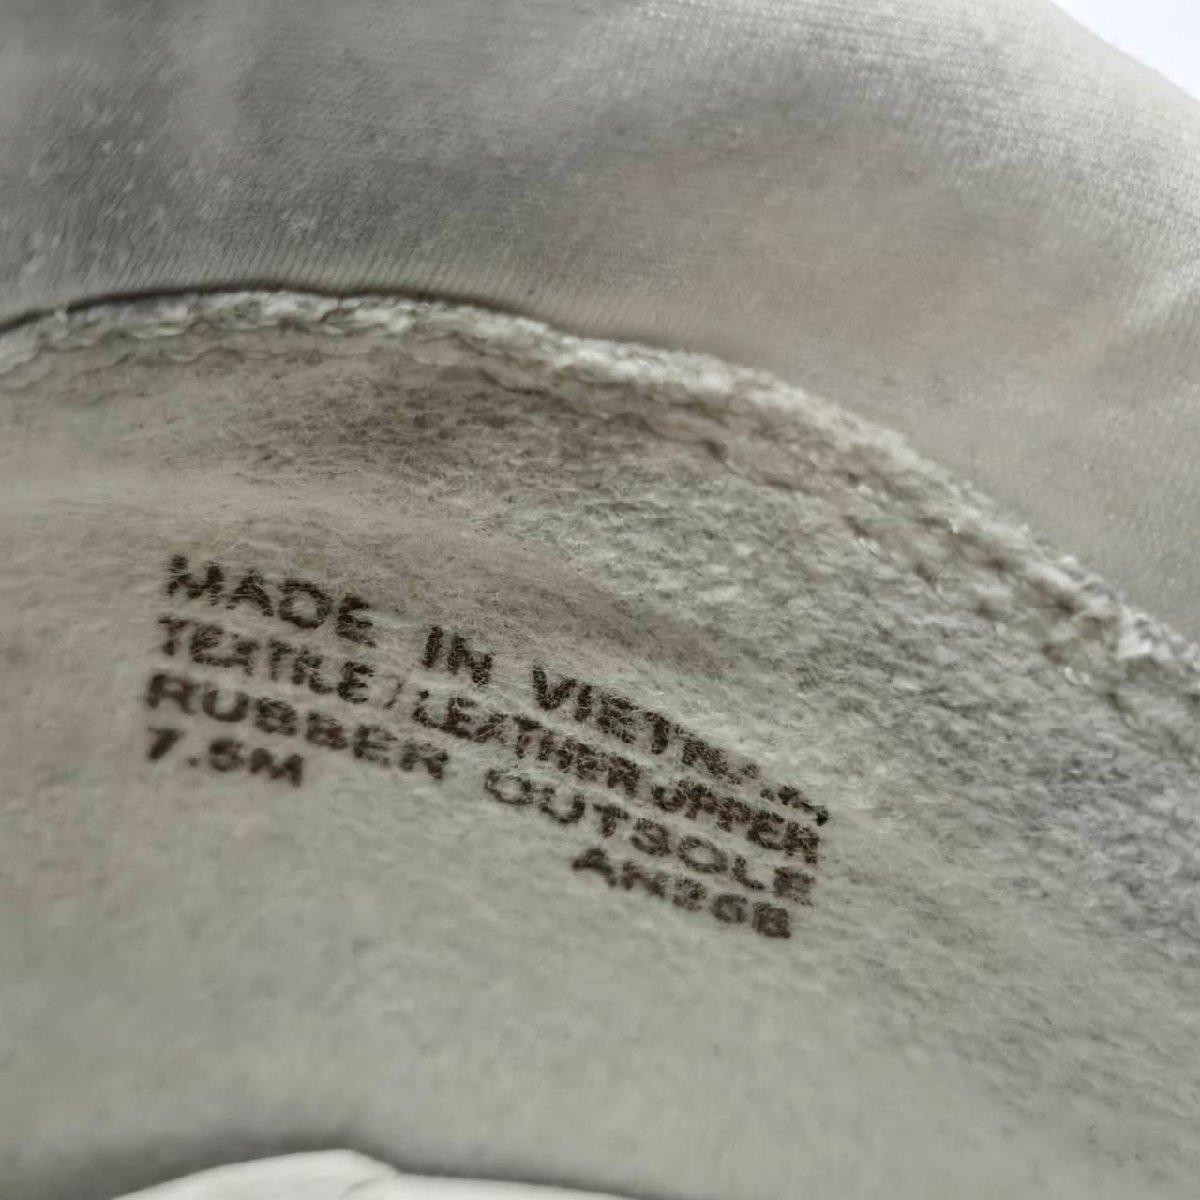 MADE IN VIETNAM
TEXTILE / LEATHER UPPER
RUBBER OUTSOLE
7.5M